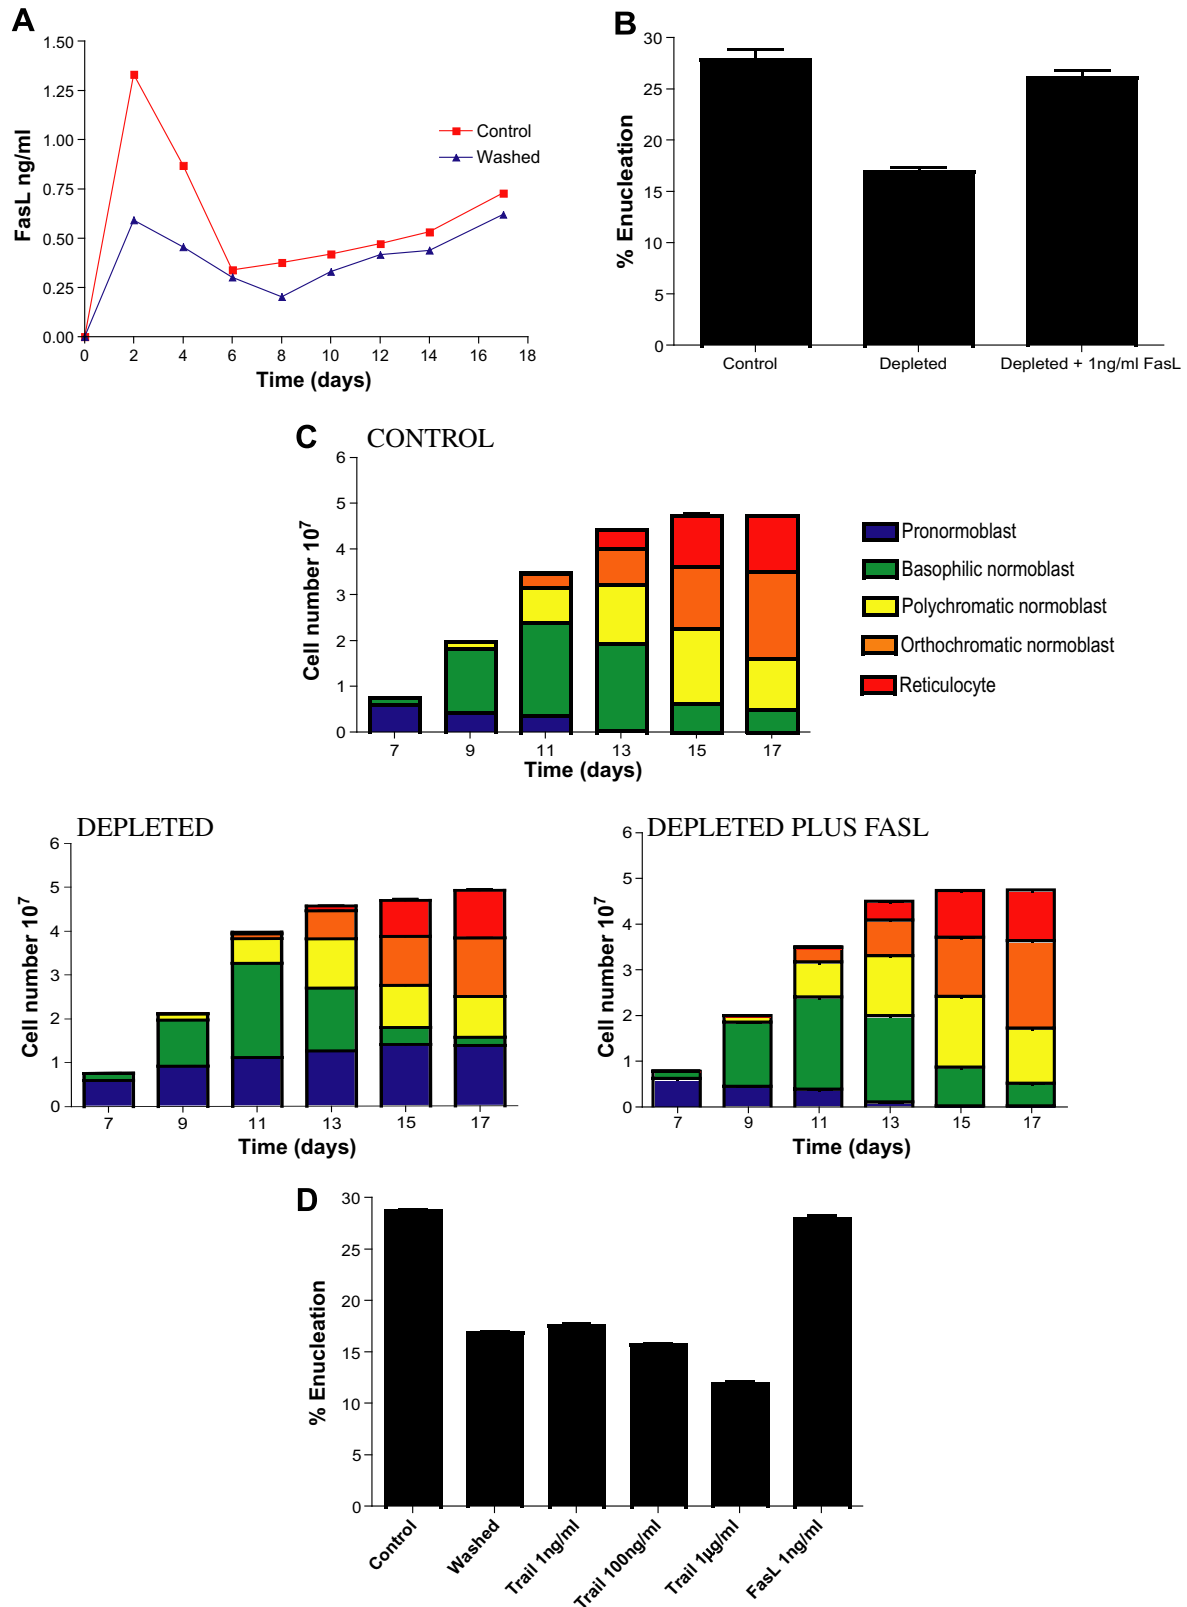 A
1.50
1.25
1.00
0.75
0.50
0.25
0.00
FasL ng/ml
Control
Washed
0 2 4 6 8 10 12 14 16 18
Time (days)
B
30
25
20
15
10
5
0
% Enucleation
Control Depleted Depleted + 1ng/ml FasL
C CONTROL
6
5
4
3
2
1
0
Cell number 10⁷
7 9 11 13 15 17
Time (days)
Pronormoblast
Basophilic normoblast
Polychromatic normoblast
Orthochromatic normoblast
Reticulocyte
DEPLETED
6
5
4
3
2
1
0
Cell number 10⁷
7 9 11 13 15 17
Time (days)
DEPLETED PLUS FASL
6
5
4
3
2
1
0
Cell number 10⁷
7 9 11 13 15 17
Time (days)
D
30
25
20
15
10
5
0
% Enucleation
Control
Washed
Trail 1ng/ml
Trail 100ng/ml
Trail 1µg/ml
FasL 1ng/ml